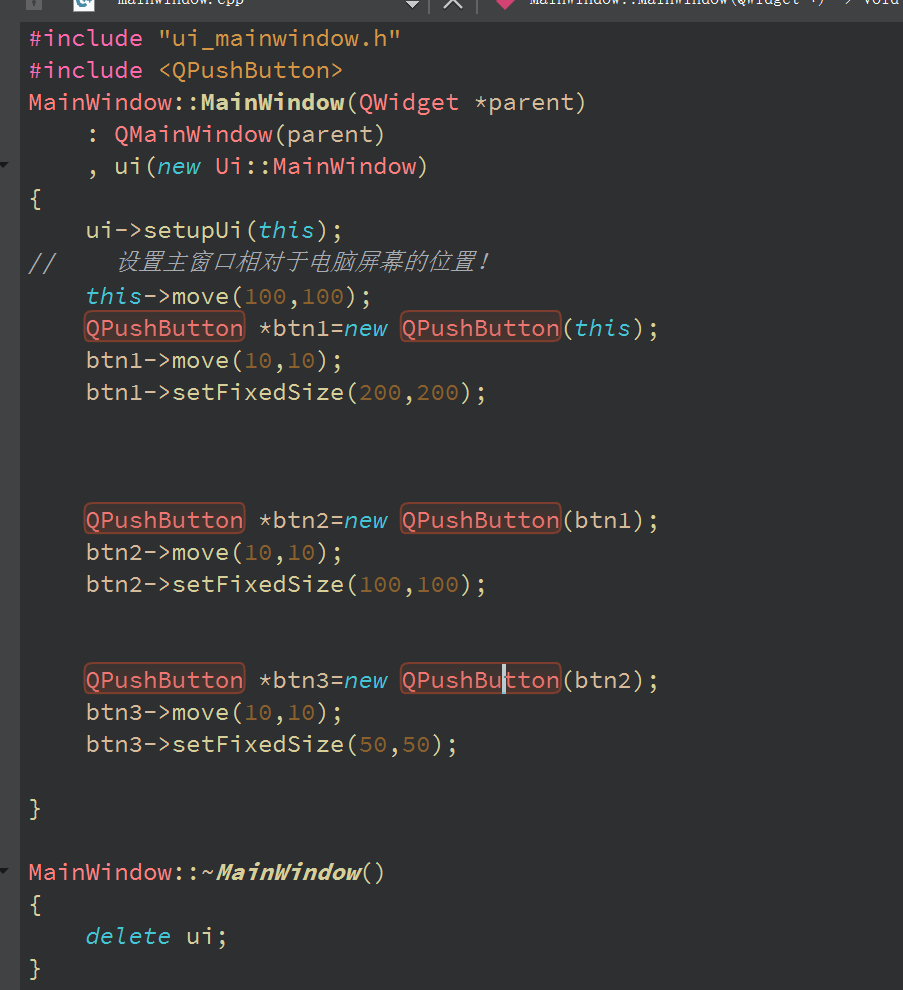 mainwindow.cpp
MainWindow::MainWindow(QWidget *) -> void
#include "ui_mainwindow.h"
#include <QPushButton>
MainWindow::MainWindow(QWidget *parent)
    : QMainWindow(parent)
    , ui(new Ui::MainWindow)
{
    ui->setupUi(this);
//    设置主窗口相对于电脑屏幕的位置!
    this->move(100,100);
    QPushButton *btn1=new QPushButton(this);
    btn1->move(10,10);
    btn1->setFixedSize(200,200);
    QPushButton *btn2=new QPushButton(btn1);
    btn2->move(10,10);
    btn2->setFixedSize(100,100);
    QPushButton *btn3=new QPushButton(btn2);
    btn3->move(10,10);
    btn3->setFixedSize(50,50);
}
MainWindow::~MainWindow()
{
    delete ui;
}